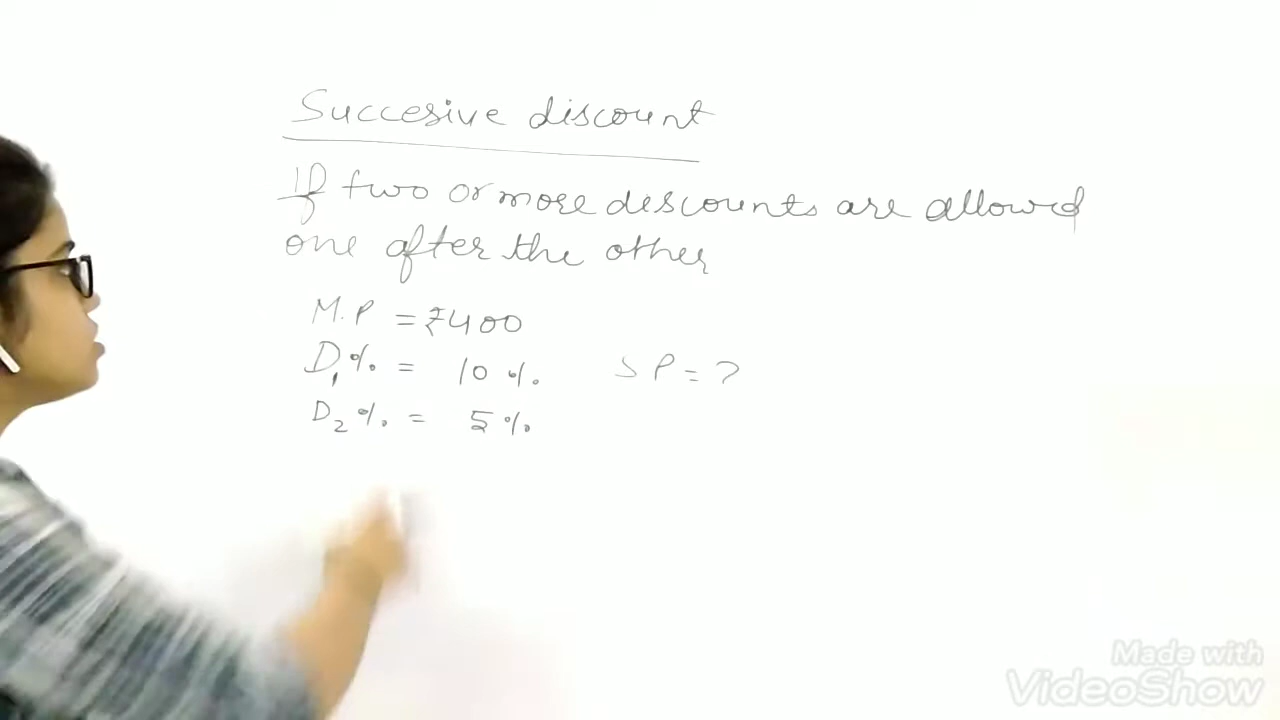 Succesive discount
If two or more discounts are allowed
one after the other
M.P = ₹400
D₁% = 10 % SP = ?
D₂% = 5%
Made with
VideoShow